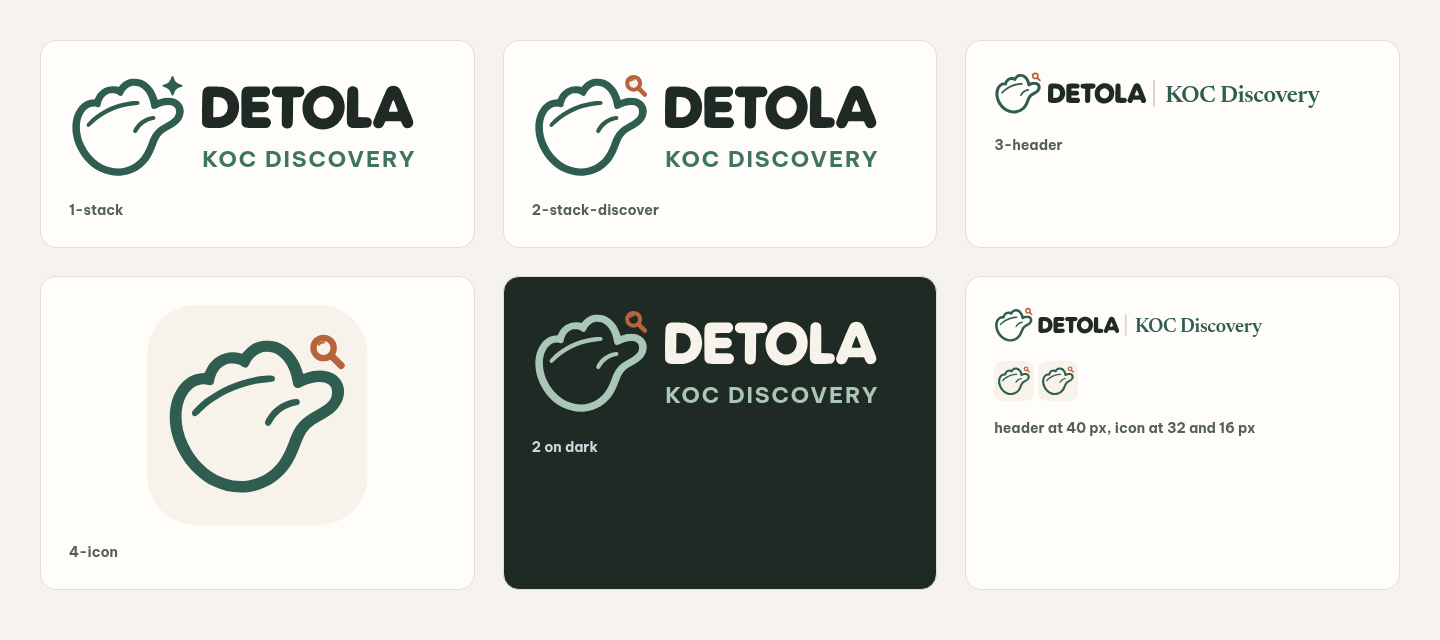 DETOLA
KOC DISCOVERY
1-stack
DETOLA
KOC DISCOVERY
2-stack-discover
DETOLA KOC Discovery
3-header
4-icon
DETOLA
KOC DISCOVERY
2 on dark
DETOLA KOC Discovery
header at 40 px, icon at 32 and 16 px